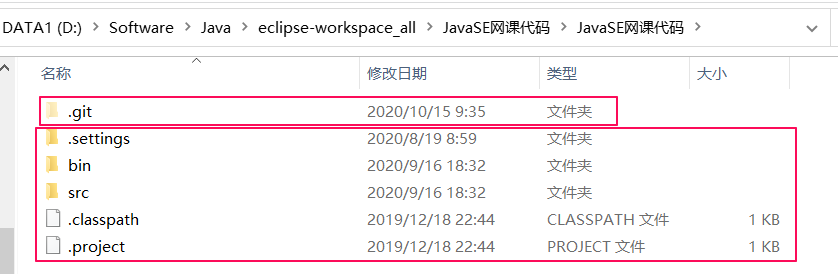 DATA1 (D:) › Software › Java › eclipse-workspace_all › JavaSE网课代码 › JavaSE网课代码 ›
名称 修改日期 类型 大小
.git 2020/10/15 9:35 文件夹
.settings 2020/8/19 8:59 文件夹
bin 2020/9/16 18:32 文件夹
src 2020/9/16 18:32 文件夹
.classpath 2019/12/18 22:44 CLASSPATH 文件 1 KB
.project 2019/12/18 22:44 PROJECT 文件 1 KB